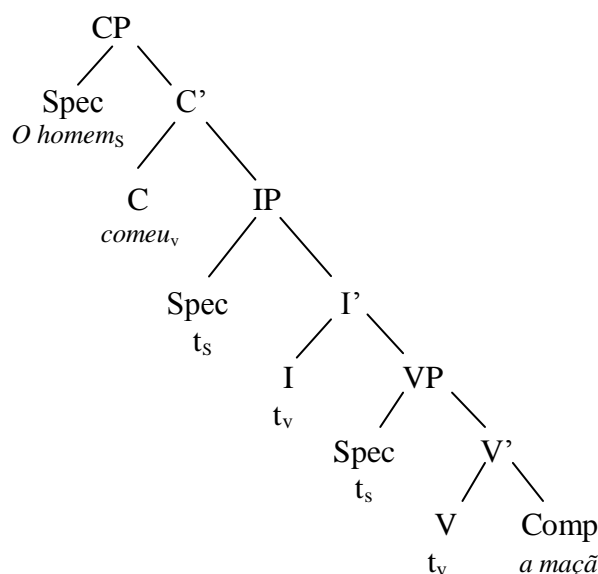 CP
Spec C’
O homemS
C IP
comeuv
Spec I’
tS
I VP
tv
Spec V’
ts
V Comp
tv a maçã